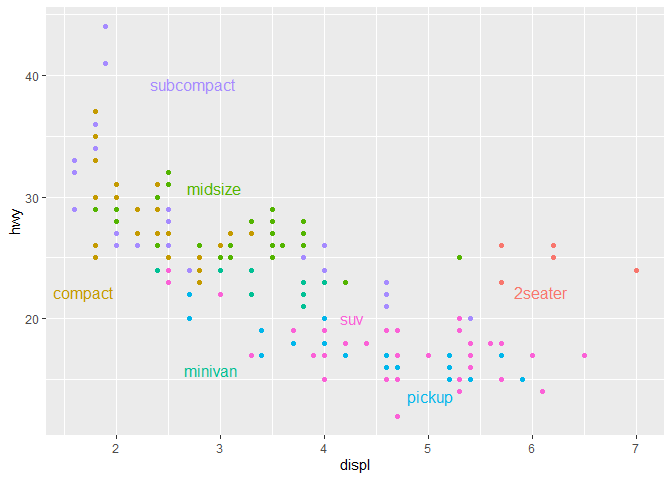 subcompact
40
midsize
30
hwy
compact
2seater
suv
20
minivan
pickup
2
3
4
5
6
7
displ